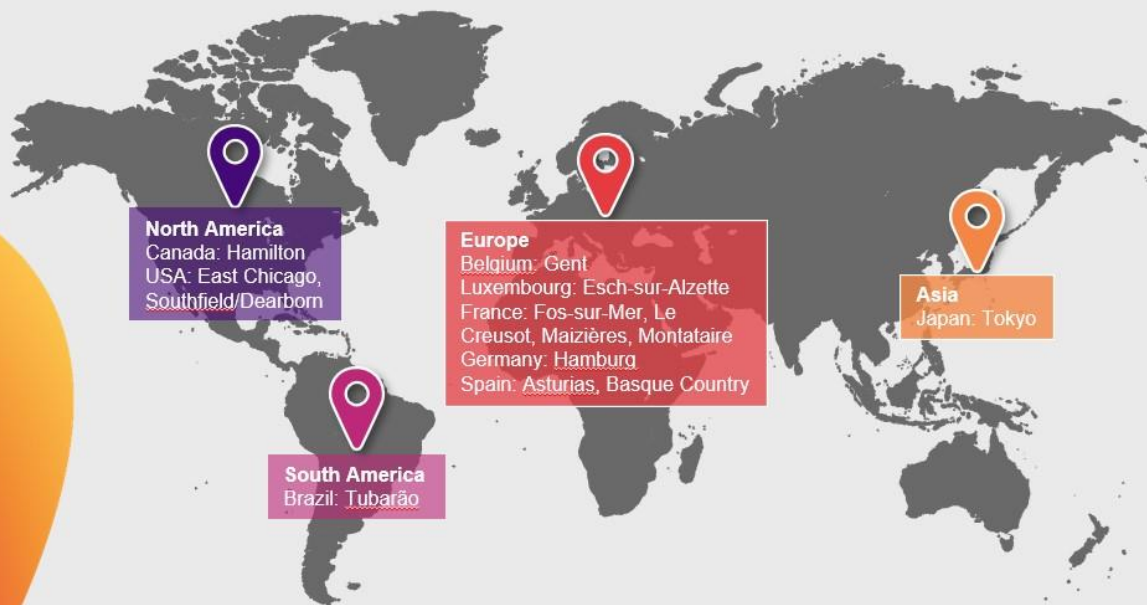 North America
Canada: Hamilton
USA: East Chicago,
Southfield/Dearborn
Europe
Belgium: Gent
Luxembourg: Esch-sur-Alzette
France: Fos-sur-Mer, Le
Creusot, Maizières, Montataire
Germany: Hamburg
Spain: Asturias, Basque Country
Asia
Japan: Tokyo
South America
Brazil: Tubarão